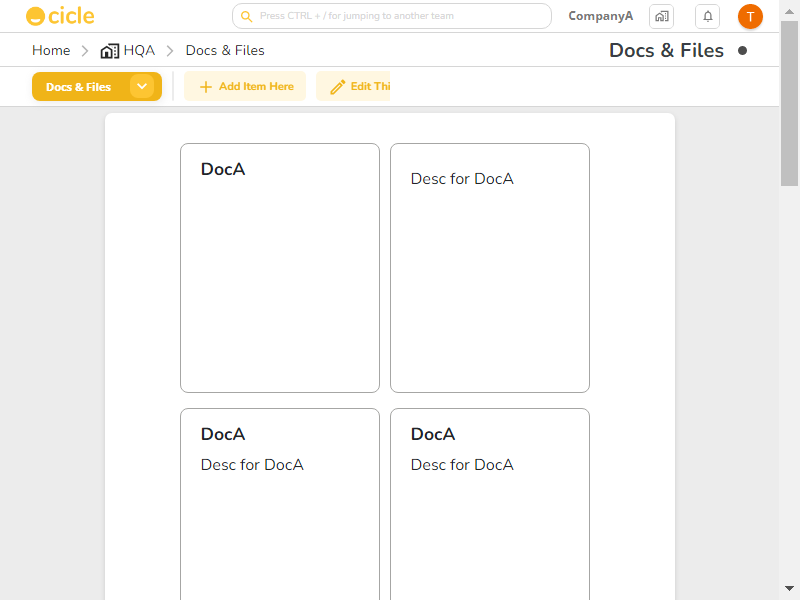 cicle
Press CTRL + / for jumping to another team
CompanyA
T
Home
HQA
Docs & Files
Docs & Files
Docs & Files
Add Item Here
Edit Thi
DocA
Desc for DocA
DocA
Desc for DocA
DocA
Desc for DocA